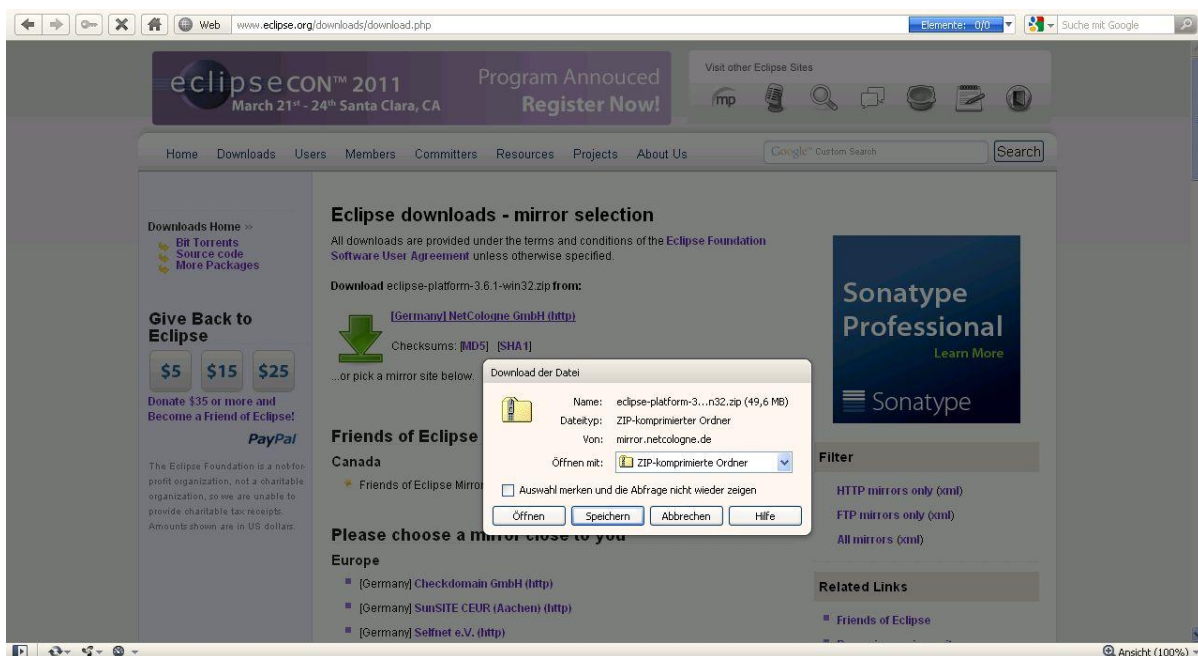 Web www.eclipse.org/downloads/download.php
Elemente: 0/0
Suche mit Google
eclipsecon™ 2011
March 21st - 24th Santa Clara, CA
Program Annouced
Register Now!
Visit other Eclipse Sites
mp
Home Downloads Users Members Committers Resources Projects About Us
Google™ Custom Search
Search
Downloads Home »
Bit Torrents
Source code
More Packages
Give Back to
Eclipse
$5 $15 $25
Donate $35 or more and
Become a Friend of Eclipse!
PayPal
The Eclipse Foundation is a not-for-
profit organization, not a charitable
organization, so we are unable to
provide charitable tax receipts.
Amounts shown are in US dollars.
Eclipse downloads - mirror selection
All downloads are provided under the terms and conditions of the Eclipse Foundation
Software User Agreement unless otherwise specified.
Download eclipse-platform-3.6.1-win32.zip from:
[Germany] NetCologne GmbH (http)
Checksums: [MD5] [SHA1]
...or pick a mirror site below.
Friends of Eclipse
Canada
Friends of Eclipse Mirror
Please choose a mirror close to you
Europe
[Germany] Checkdomain GmbH (http)
[Germany] SunSITE CEUR (Aachen) (http)
[Germany] Selfnet e.V. (http)
Download der Datei
Name: eclipse-platform-3...n32.zip (49,6 MB)
Dateityp: ZIP-komprimierter Ordner
Von: mirror.netcologne.de
Öffnen mit: ZIP-komprimierte Ordner
Auswahl merken und die Abfrage nicht wieder zeigen
Öffnen Speichern Abbrechen Hilfe
Sonatype
Professional
Learn More
Sonatype
Filter
HTTP mirrors only (xml)
FTP mirrors only (xml)
All mirrors (xml)
Related Links
Friends of Eclipse
Ansicht (100%)